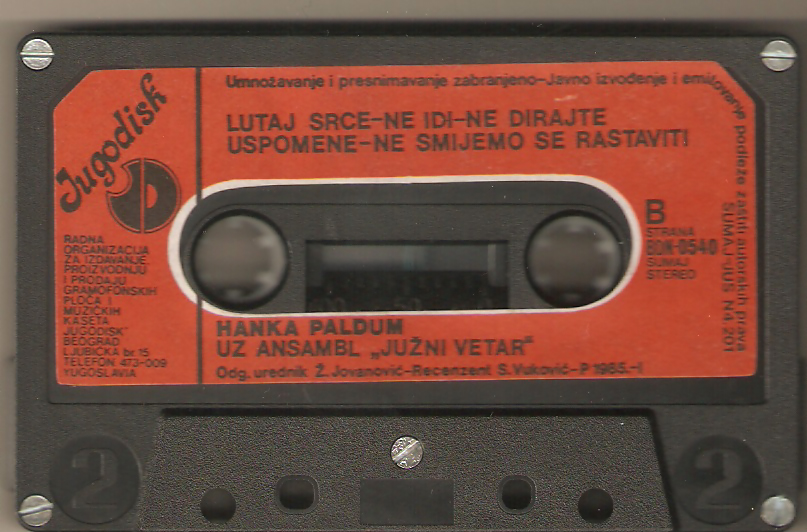 Umnožavanje i presnimavanje zabranjeno-Javno izvođenje i emitovanje podleže zaštiti autorskih prava
LUTAJ SRCE-NE IDI-NE DIRAJTE
USPOMENE-NE SMIJEMO SE RASTAVITI
Jugodisk
B
STRANA
BDN-0540
SUMAJ
STEREO
SUMAJ JUS N4 201
RADNA
ORGANIZACIJA
ZA IZDAVANJE,
PROIZVODNJU
I PRODAJU
GRAMOFONSKIH
PLOČA I
MUZIČKIH
KASETA
JUGODISK"
BEOGRAD
LJUBIČKA br 15
TELEFON 473-009
YUGOSLAVIA
HANKA PALDUM
UZ ANSAMBL „JUŽNI VETAR"
Odg. urednik Ž. Jovanović-Recenzent S. Vuković-P 1985.-I
2
2